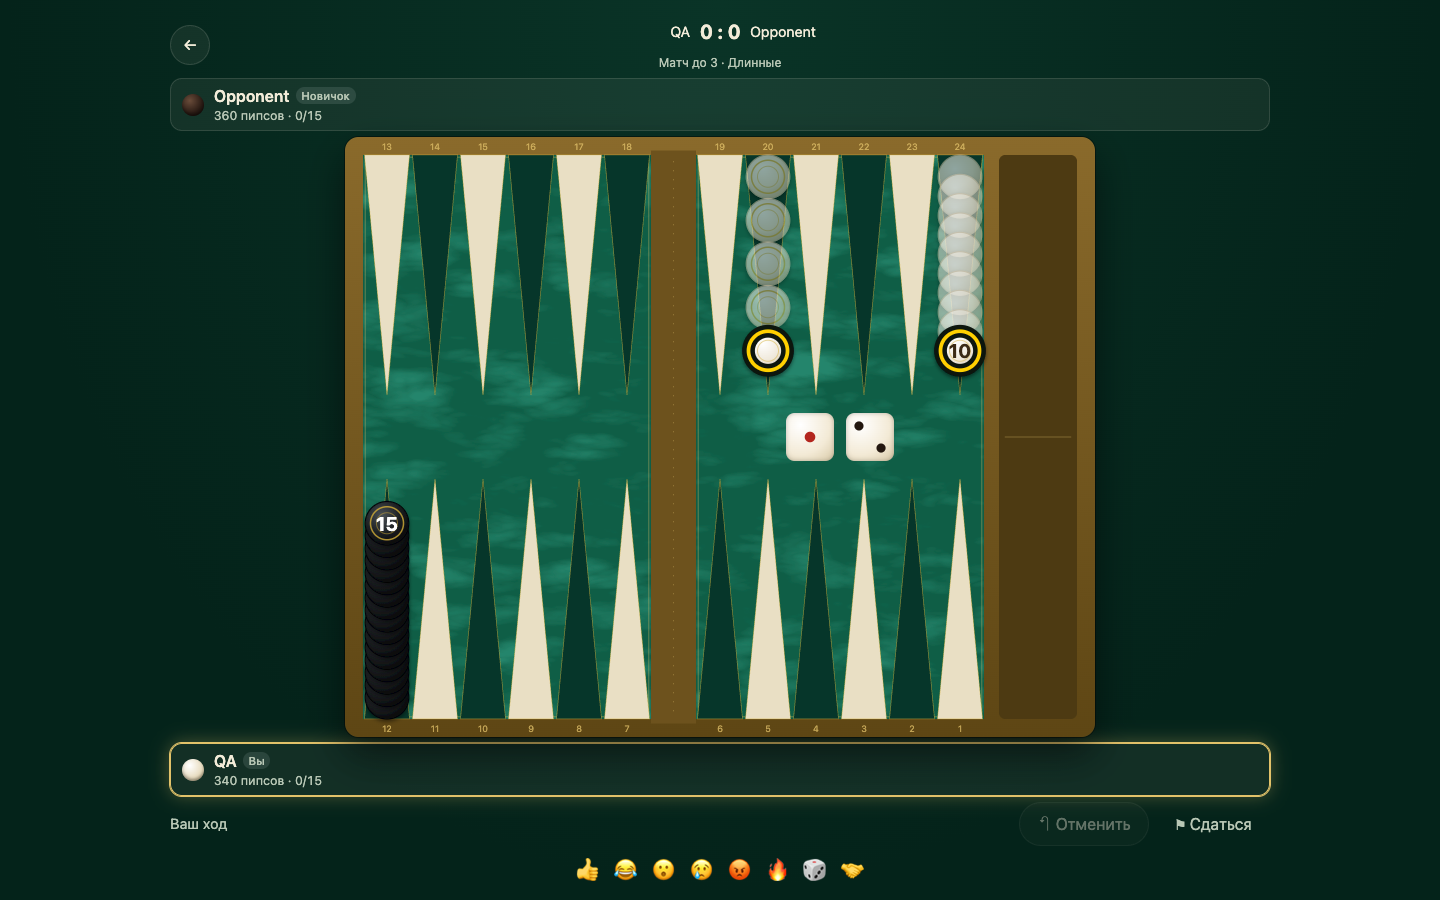 QA 0 : 0 Opponent
Матч до 3 · Длинные
Opponent Новичок
360 пипсов · 0/15
13 14 15 16 17 18 19 20 21 22 23 24
10
15
12 11 10 9 8 7 6 5 4 3 2 1
QA Вы
340 пипсов · 0/15
Ваш ход
Отменить
Сдаться